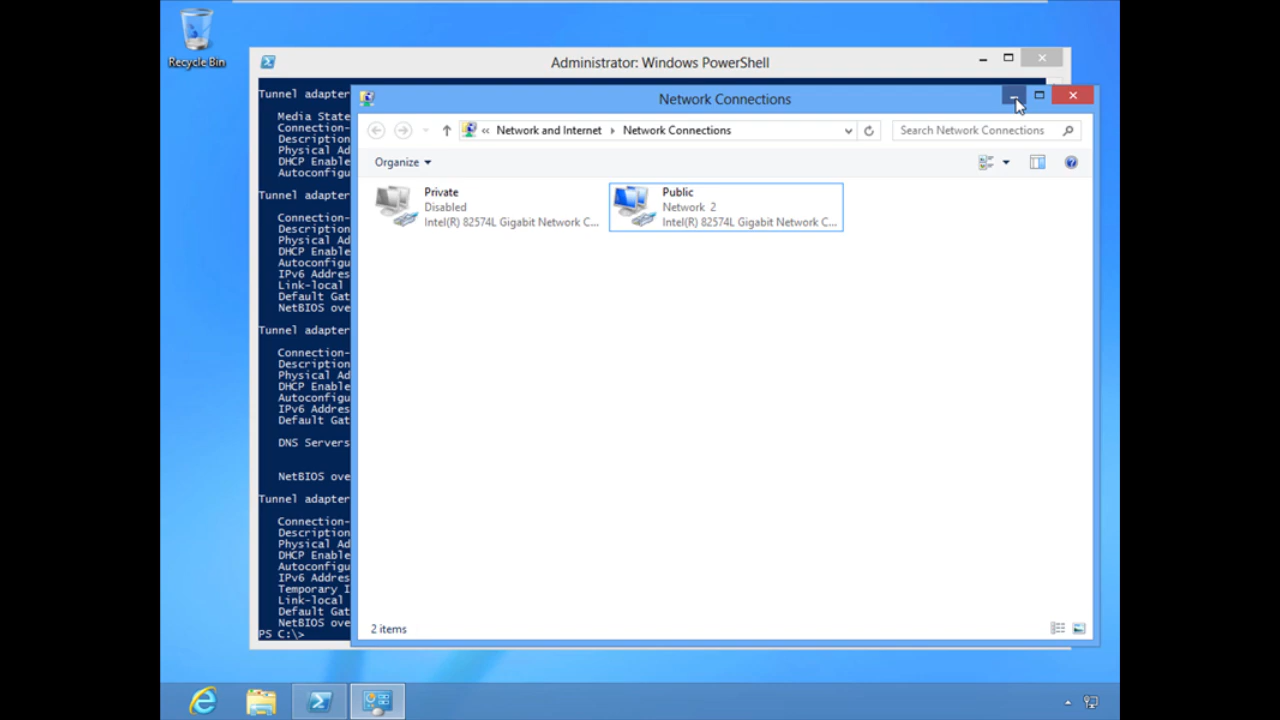 Recycle Bin
Administrator: Windows PowerShell
Tunnel adapter
Media State
Connection-
Description
Physical Ad
DHCP Enable
Autoconfigu
Tunnel adapter
Connection-
Description
Physical Ad
DHCP Enable
Autoconfigu
IPv6 Addres
Link-local
Default Gat
NetBIOS ove
Tunnel adapter
Connection-
Description
Physical Ad
DHCP Enable
Autoconfigu
IPv6 Addres
Default Gat
DNS Servers
NetBIOS ove
Tunnel adapter
Connection-
Description
Physical Ad
DHCP Enable
Autoconfigu
IPv6 Addres
Temporary I
Link-local
Default Gat
NetBIOS ove
PS C:\>
Network Connections
« Network and Internet Network Connections
Search Network Connections
Organize
Private
Disabled
Intel(R) 82574L Gigabit Network C...
Public
Network 2
Intel(R) 82574L Gigabit Network C...
2 items